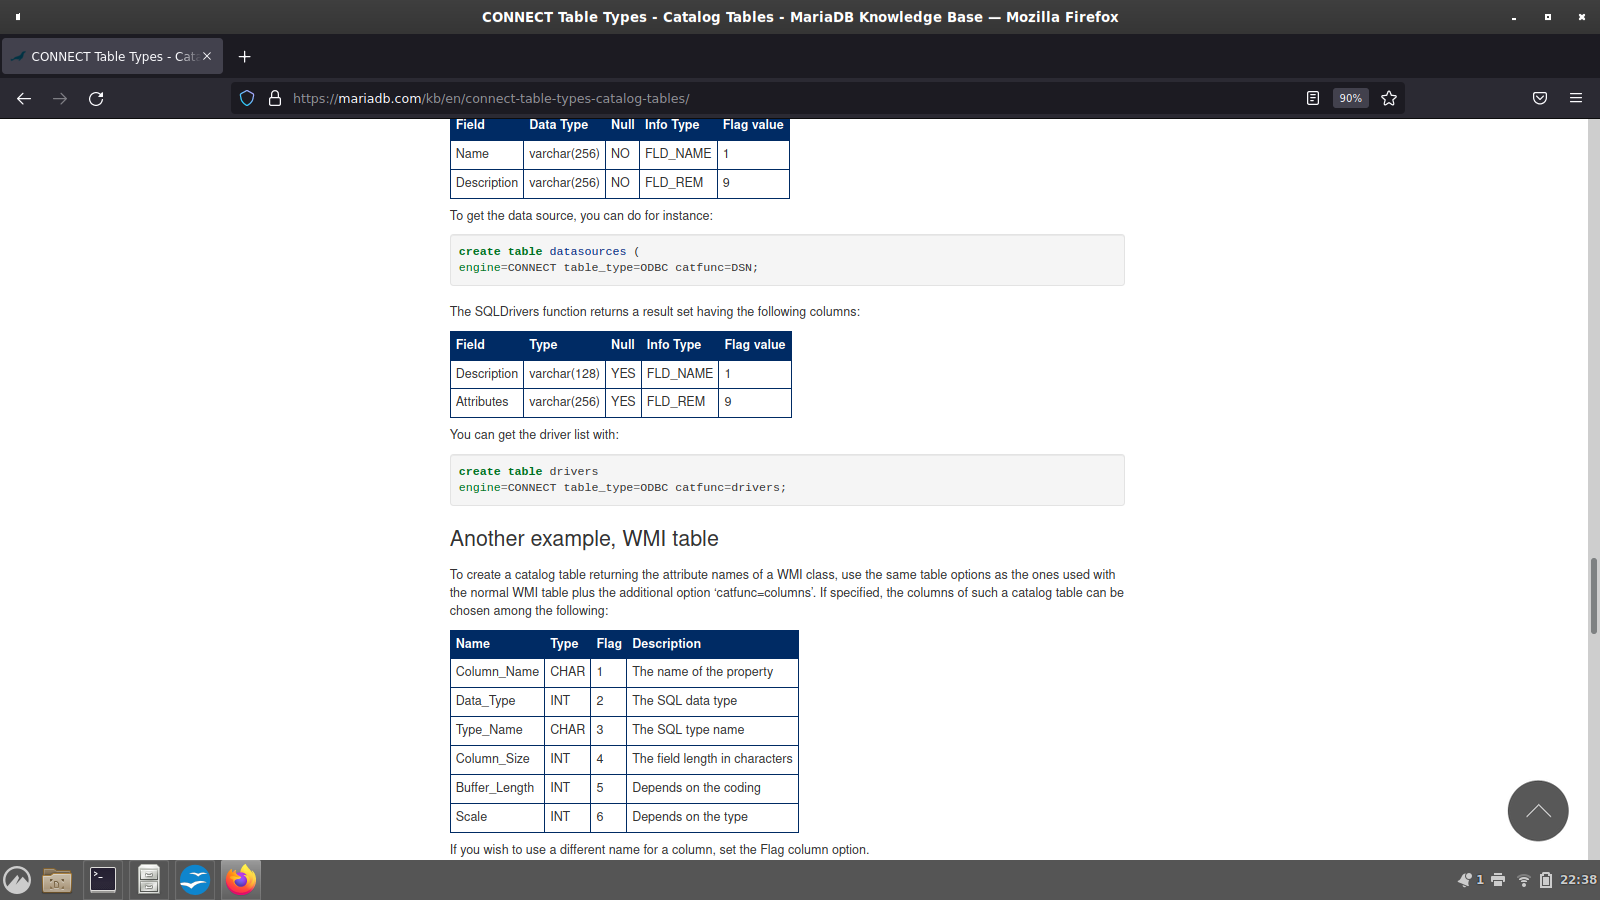 CONNECT Table Types - Catalog Tables - MariaDB Knowledge Base — Mozilla Firefox
CONNECT Table Types - Cat
https://mariadb.com/kb/en/connect-table-types-catalog-tables/
90%
Field Data Type Null Info Type Flag value
Name varchar(256) NO FLD_NAME 1
Description varchar(256) NO FLD_REM 9
To get the data source, you can do for instance:
create table datasources (
engine=CONNECT table_type=ODBC catfunc=DSN;
The SQLDrivers function returns a result set having the following columns:
Field Type Null Info Type Flag value
Description varchar(128) YES FLD_NAME 1
Attributes varchar(256) YES FLD_REM 9
You can get the driver list with:
create table drivers
engine=CONNECT table_type=ODBC catfunc=drivers;
Another example, WMI table
To create a catalog table returning the attribute names of a WMI class, use the same table options as the ones used with
the normal WMI table plus the additional option ‘catfunc=columns’. If specified, the columns of such a catalog table can be
chosen among the following:
Name Type Flag Description
Column_Name CHAR 1 The name of the property
Data_Type INT 2 The SQL data type
Type_Name CHAR 3 The SQL type name
Column_Size INT 4 The field length in characters
Buffer_Length INT 5 Depends on the coding
Scale INT 6 Depends on the type
If you wish to use a different name for a column, set the Flag column option.
1
22:38